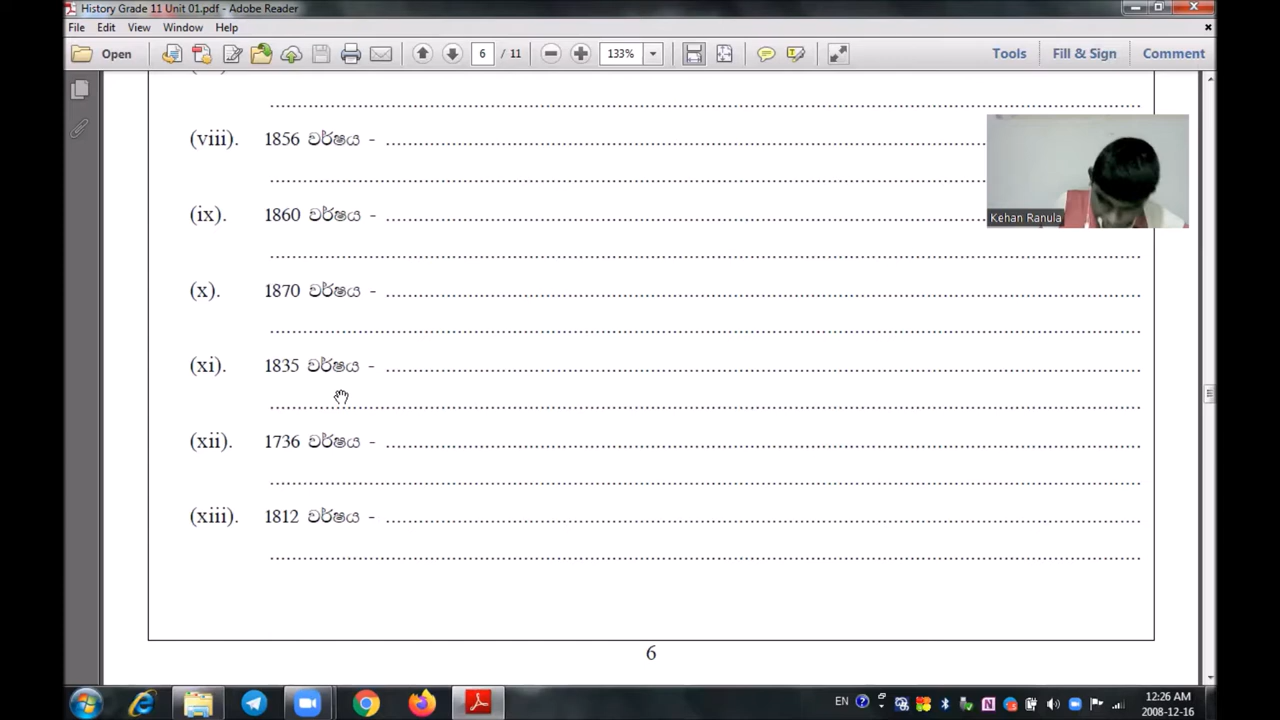 History Grade 11 Unit 01.pdf - Adobe Reader
File Edit View Window Help
Open 6 / 11 133% Tools Fill & Sign Comment
(viii). 1856 වර්ෂය -
(ix). 1860 වර්ෂය -
Kehan Ranula
(x). 1870 වර්ෂය -
(xi). 1835 වර්ෂය -
(xii). 1736 වර්ෂය -
(xiii). 1812 වර්ෂය -
6
EN 12:26 AM
2008-12-16